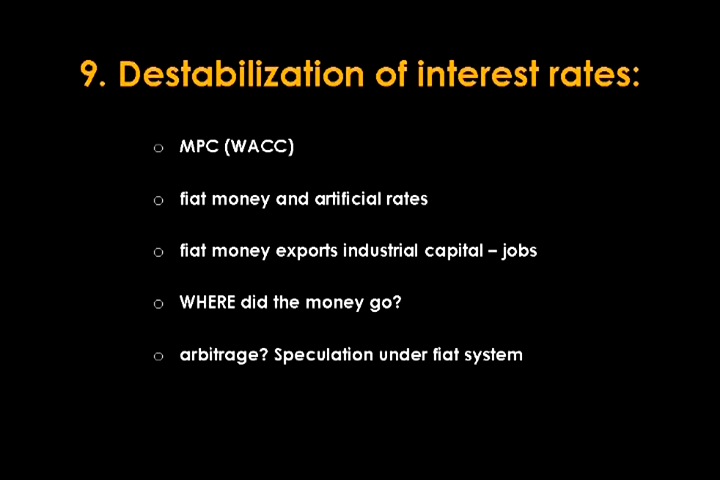 9. Destabilization of interest rates:
○ MPC (WACC)
○ fiat money and artificial rates
○ fiat money exports industrial capital – jobs
○ WHERE did the money go?
○ arbitrage? Speculation under fiat system